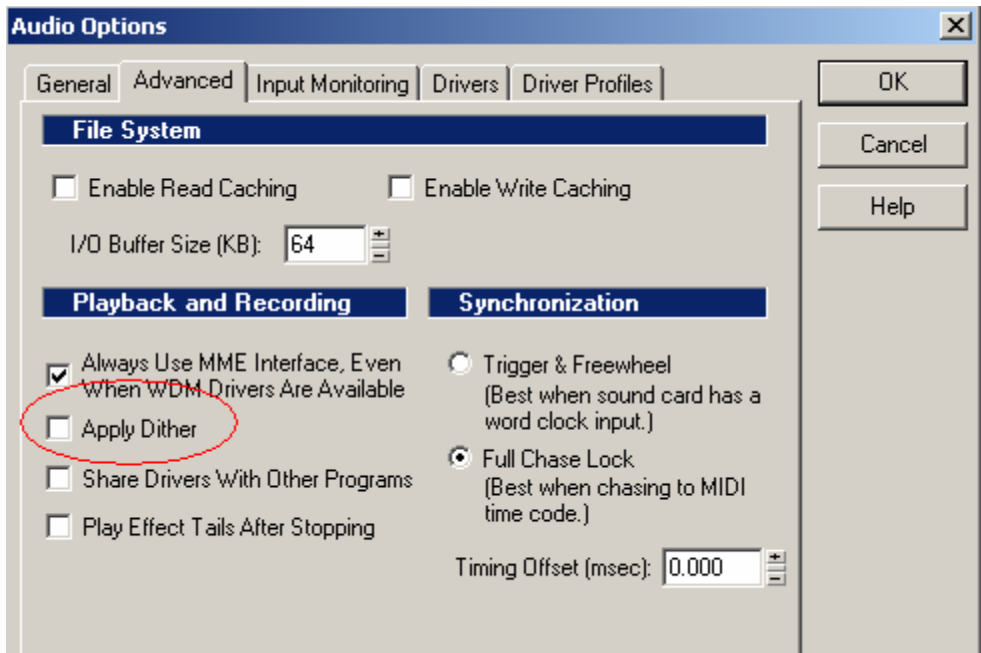 Audio Options
General Advanced Input Monitoring Drivers Driver Profiles
OK
Cancel
Help
File System
Enable Read Caching
Enable Write Caching
I/O Buffer Size (KB): 64
Playback and Recording
Always Use MME Interface, Even
When WDM Drivers Are Available
Apply Dither
Share Drivers With Other Programs
Play Effect Tails After Stopping
Synchronization
Trigger & Freewheel
(Best when sound card has a
word clock input.)
Full Chase Lock
(Best when chasing to MIDI
time code.)
Timing Offset (msec): 0.000